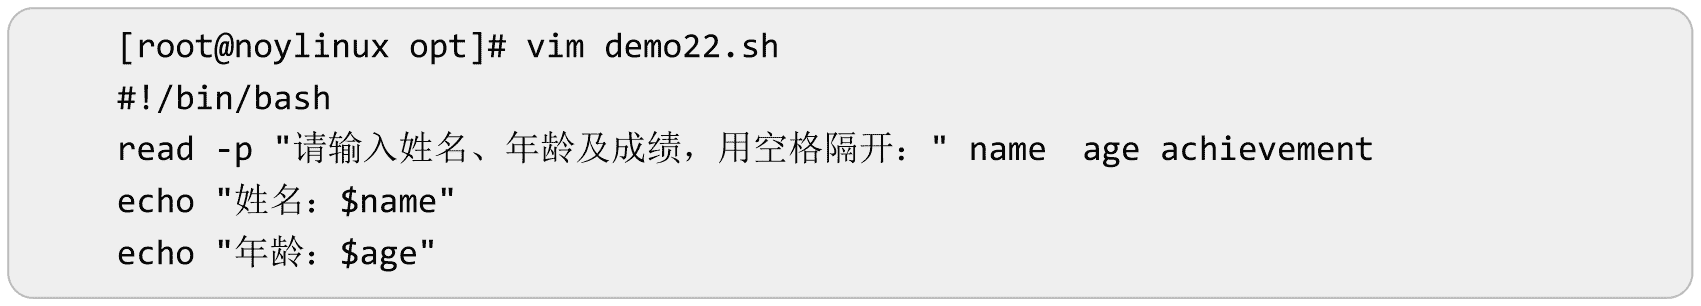 [root@noylinux opt]# vim demo22.sh
#!/bin/bash
read -p "请输入姓名、年龄及成绩，用空格隔开：" name  age achievement
echo "姓名：$name"
echo "年龄：$age"